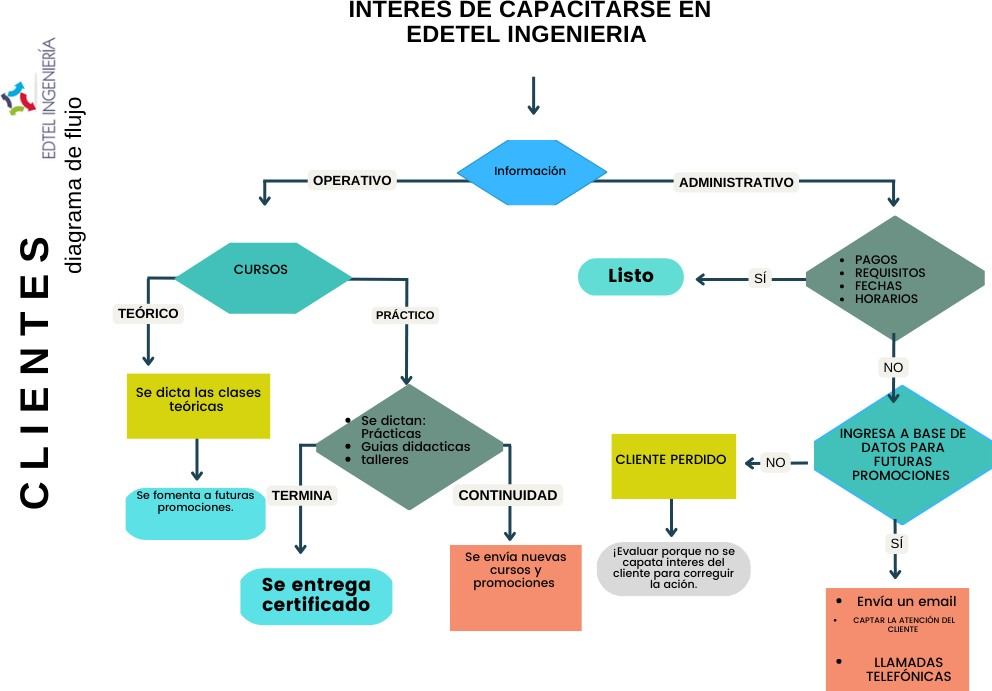 INTERES DE CAPACITARSE EN
EDETEL INGENIERIA
EDTEL INGENIERÍA
diagrama de flujo
CLIENTES
Información
OPERATIVO
ADMINISTRATIVO
CURSOS
TEÓRICO
PRÁCTICO
Listo
SÍ
• PAGOS
• REQUISITOS
• FECHAS
• HORARIOS
NO
Se dicta las clases
teóricas
Se fomenta a futuras
promociones.
• Se dictan:
Prácticas
• Guias didacticas
• talleres
TERMINA
CONTINUIDAD
Se entrega
certificado
Se envía nuevas
cursos y
promociones
INGRESA A BASE DE
DATOS PARA
FUTURAS
PROMOCIONES
NO
CLIENTE PERDIDO
¡Evaluar porque no se
capata interes del
cliente para correguir
la ación.
SÍ
• Envía un email
• CAPTAR LA ATENCIÓN DEL
CLIENTE
• LLAMADAS
TELEFÓNICAS